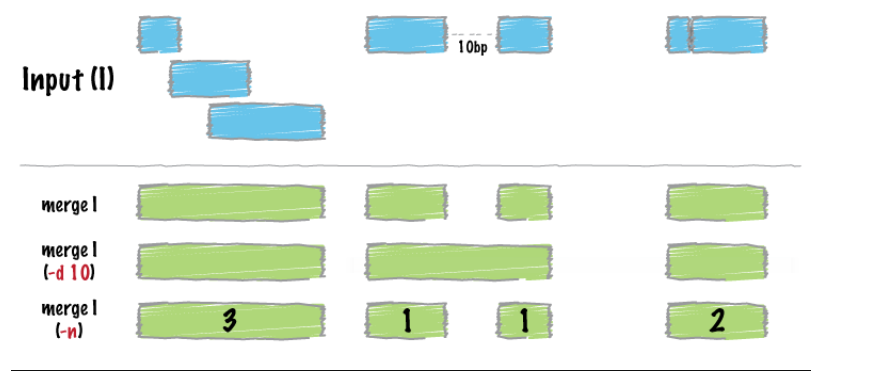 10bp
Input (I)
merge I
merge I
(-d 10)
merge I
(-n)
3
1
1
2